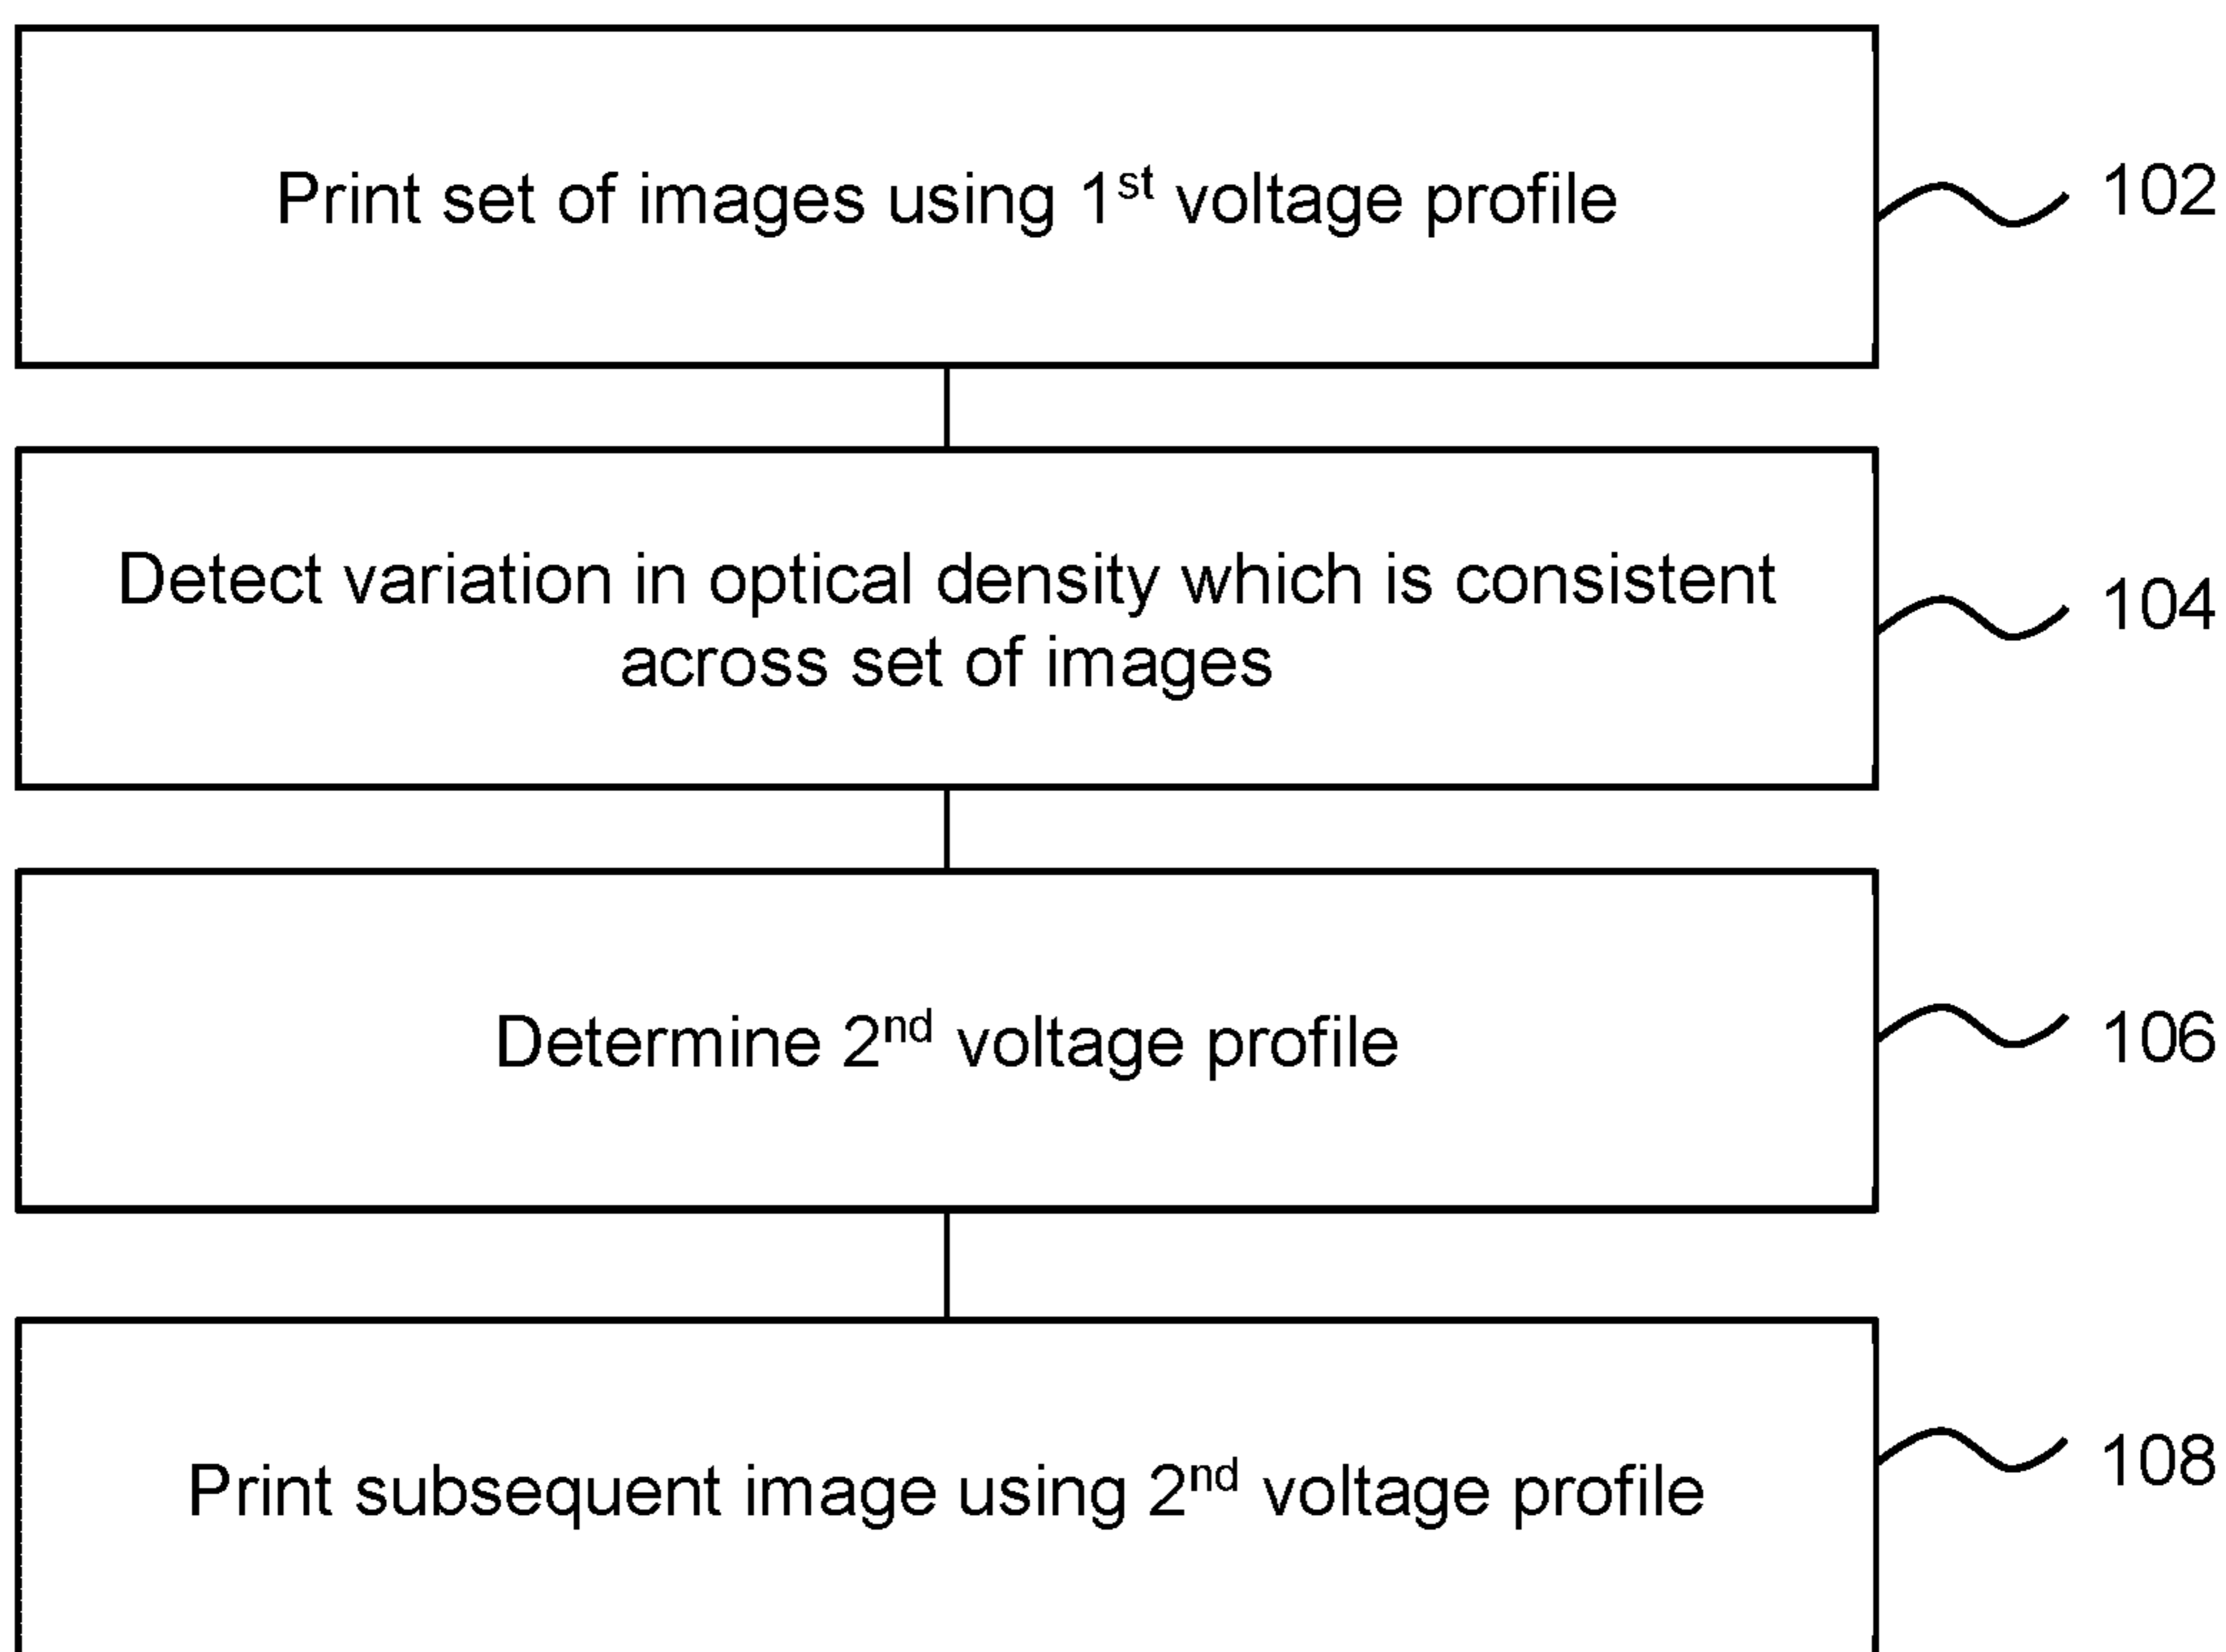 Print set of images using 1st voltage profile
102
Detect variation in optical density which is consistent
across set of images
104
Determine 2nd voltage profile
106
Print subsequent image using 2nd voltage profile
108